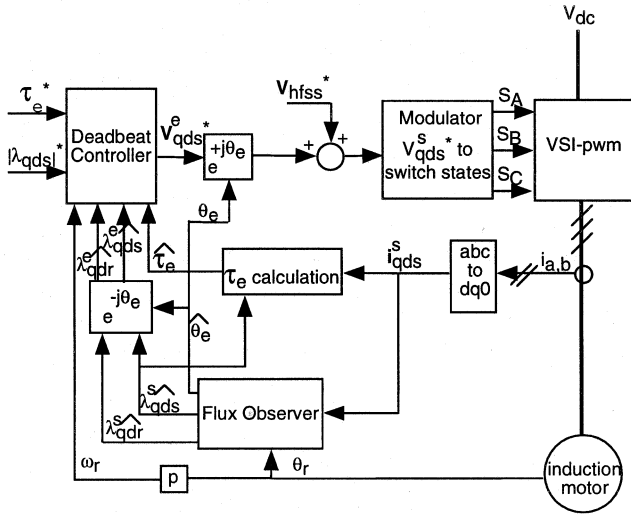 V_dc
τ_e*
|λ_qds|*
Deadbeat
Controller
V^e_qds*
e^+jθ_e
V_hfss*
+
+
Modulator
V^s_qds* to
switch states
S_A
S_B
S_C
VSI-pwm
θ_e
λ̂^e_qdr
λ̂^e_qds
τ̂_e
τ_e calculation
i^s_qds
abc
to
dq0
i_a,b
e^-jθ_e
θ̂_e
λ̂^s_qds
λ̂^s_qdr
Flux Observer
ω_r
p
θ_r
induction
motor